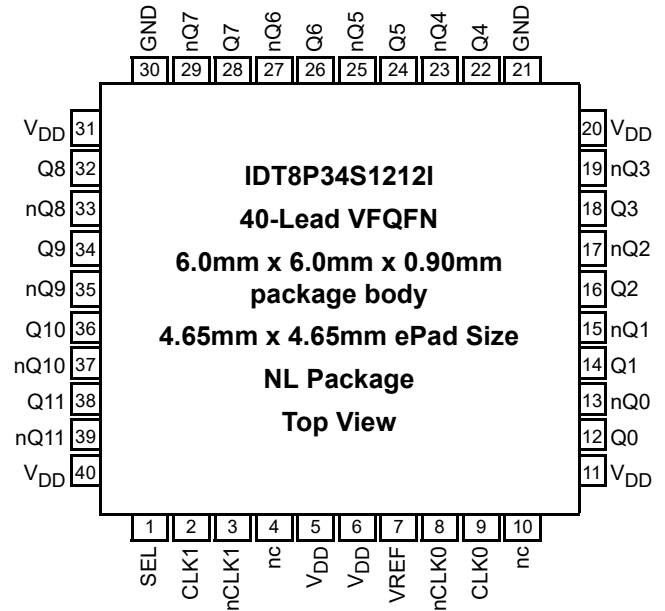 GND nQ7 Q7 nQ6 Q6 nQ5 Q5 nQ4 Q4 GND
30 29 28 27 26 25 24 23 22 21
VDD 31
Q8 32
nQ8 33
Q9 34
nQ9 35
Q10 36
nQ10 37
Q11 38
nQ11 39
VDD 40
IDT8P34S1212I
40-Lead VFQFN
6.0mm x 6.0mm x 0.90mm
package body
4.65mm x 4.65mm ePad Size
NL Package
Top View
20 VDD
19 nQ3
18 Q3
17 nQ2
16 Q2
15 nQ1
14 Q1
13 nQ0
12 Q0
11 VDD
1 2 3 4 5 6 7 8 9 10
SEL CLK1 nCLK1 nc VDD VDD VREF nCLK0 CLK0 nc